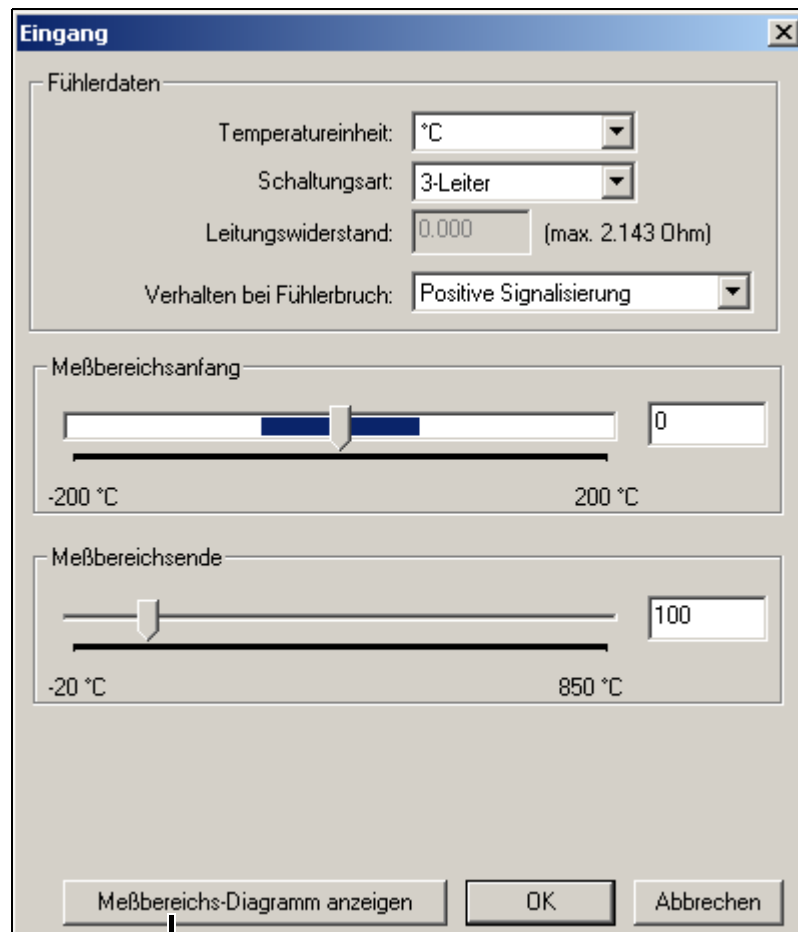 Eingang
Fühlerdaten
Temperatureinheit: °C
Schaltungsart: 3-Leiter
Leitungswiderstand: 0.000 (max. 2.143 Ohm)
Verhalten bei Fühlerbruch: Positive Signalisierung
Meßbereichsanfang
0
-200 °C 200 °C
Meßbereichsende
100
-20 °C 850 °C
Meßbereichs-Diagramm anzeigen OK Abbrechen